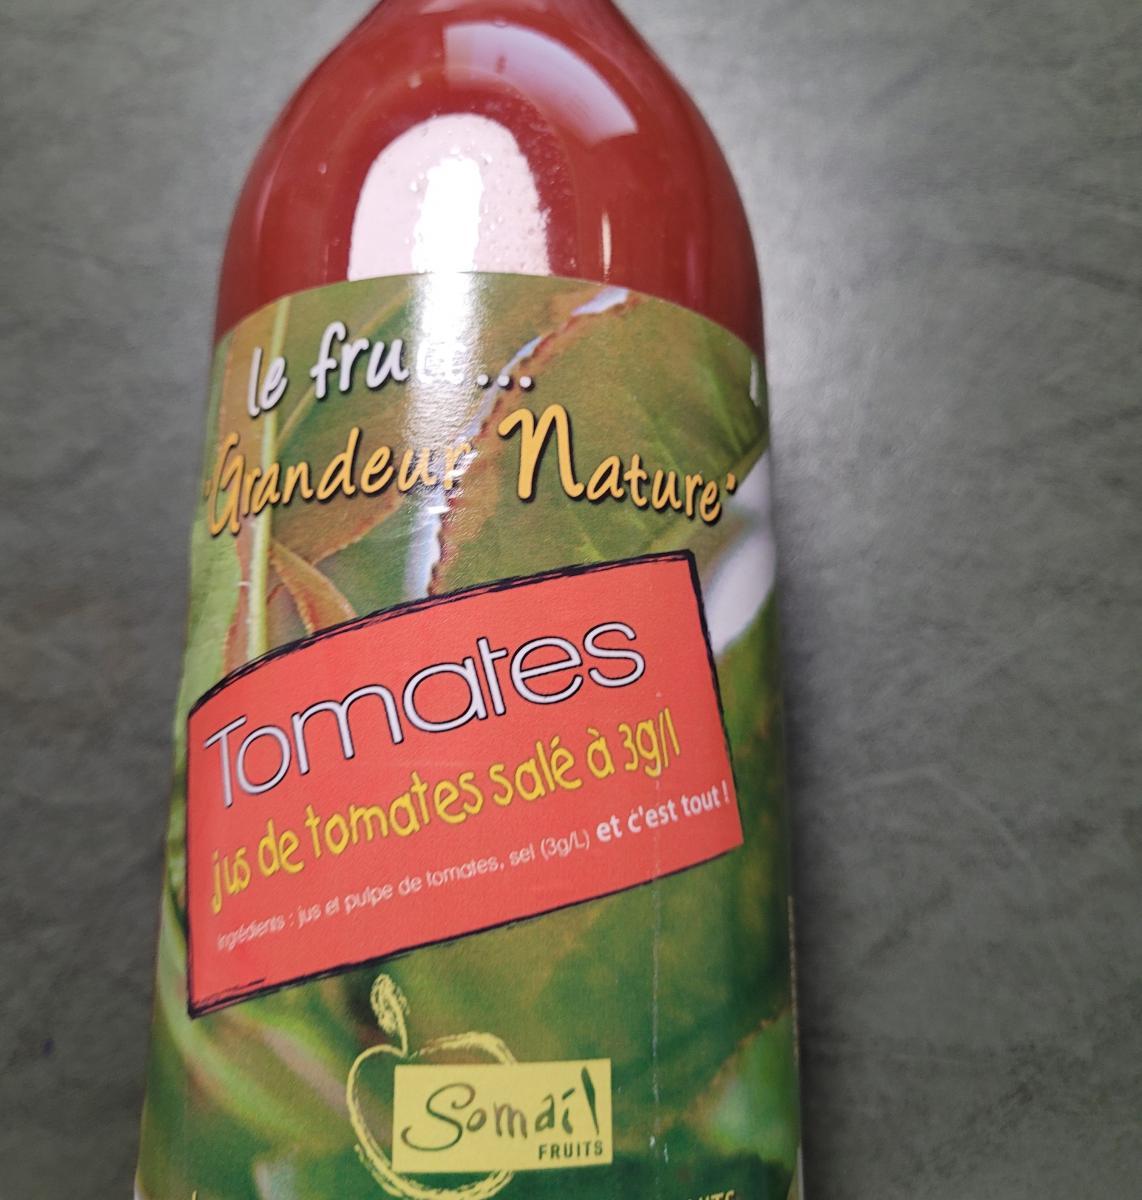 le fruit...
"Grandeur Nature"
Tomates
jus de tomates salé à 3g/l
Ingrédients : jus et pulpe de tomates, sel (3g/L) et c'est tout !
Somaíl
FRUITS